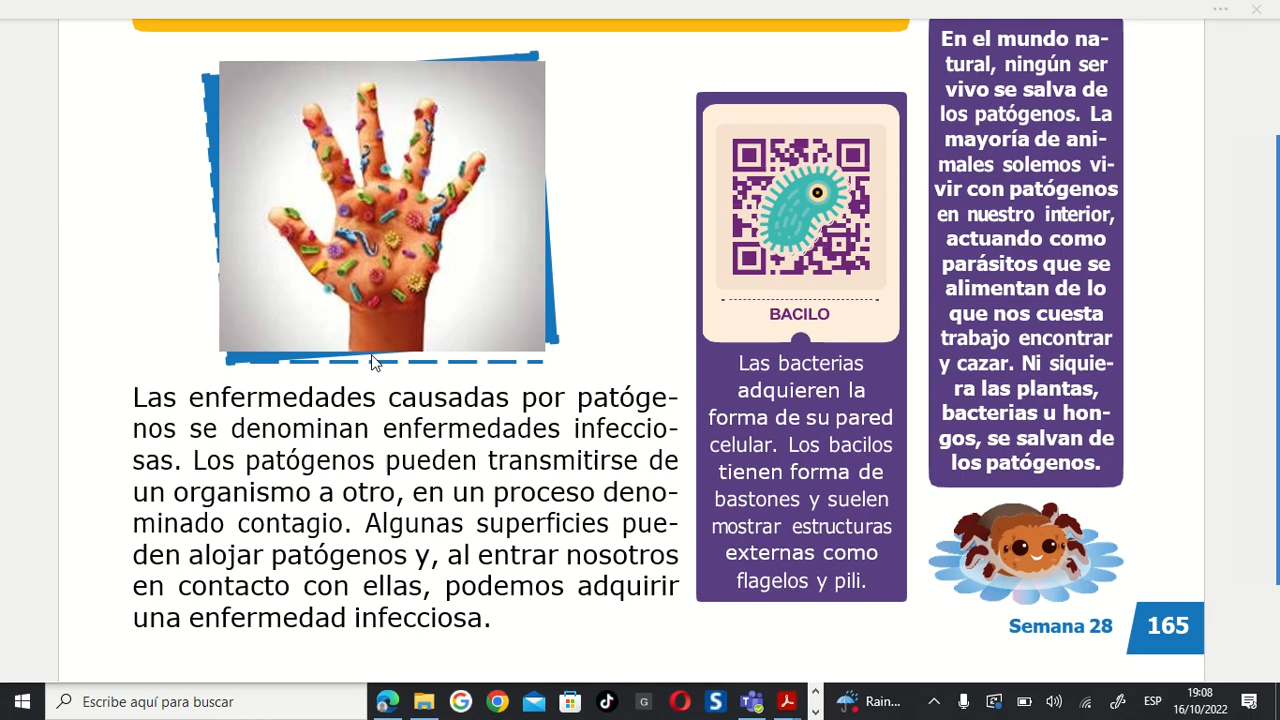 Las enfermedades causadas por patóge-
nos se denominan enfermedades infeccio-
sas. Los patógenos pueden transmitirse de
un organismo a otro, en un proceso deno-
minado contagio. Algunas superficies pue-
den alojar patógenos y, al entrar nosotros
en contacto con ellas, podemos adquirir
una enfermedad infecciosa.
BACILO
Las bacterias
adquieren la
forma de su pared
celular. Los bacilos
tienen forma de
bastones y suelen
mostrar estructuras
externas como
flagelos y pili.
En el mundo na-
tural, ningún ser
vivo se salva de
los patógenos. La
mayoría de ani-
males solemos vi-
vir con patógenos
en nuestro interior,
actuando como
parásitos que se
alimentan de lo
que nos cuesta
trabajo encontrar
y cazar. Ni siquie-
ra las plantas,
bacterias u hon-
gos, se salvan de
los patógenos.
Semana 28
165
Escribe aquí para buscar
Rain...
ESP
19:08
16/10/2022